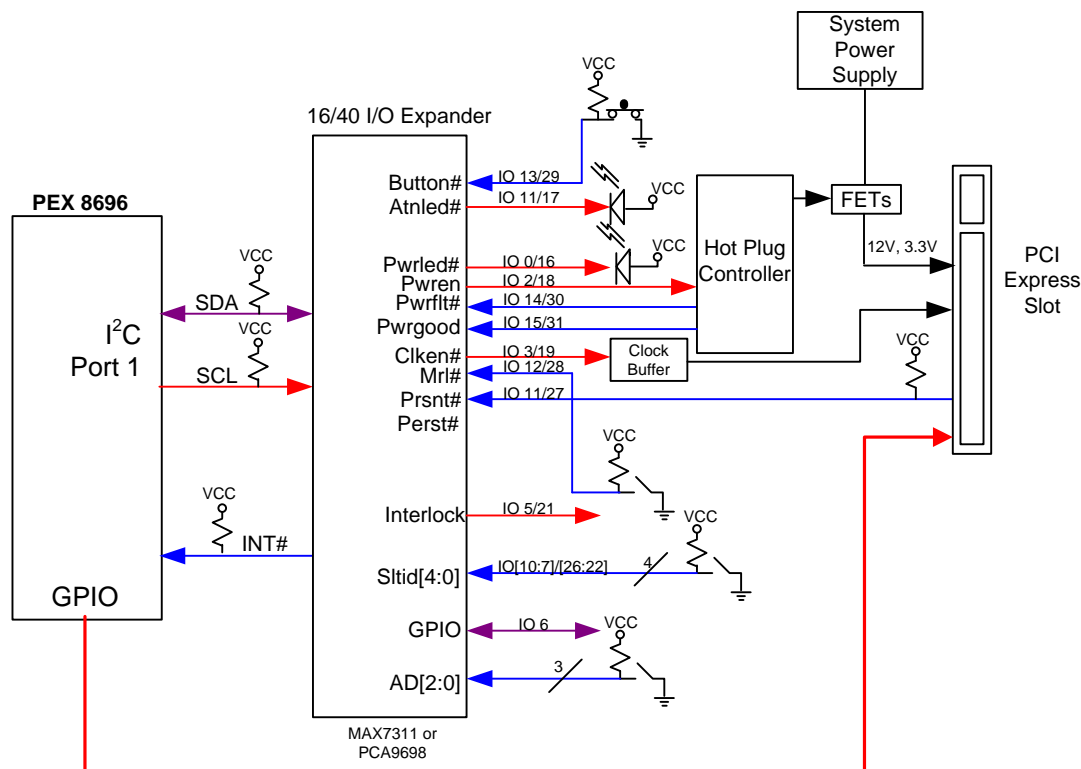 System
Power
Supply
VCC
16/40 I/O Expander
Button#
IO 13/29
Atnled#
IO 11/17
VCC
PEX 8696
FETs
Hot Plug
Controller
12V, 3.3V
PCI
Express
Slot
VCC
Pwrled#
IO 0/16
VCC
Pwren
IO 2/18
SDA
Pwrflt#
IO 14/30
I2C
Port 1
Pwrgood
IO 15/31
VCC
Clken#
IO 3/19
Clock
Buffer
VCC
Mrl#
IO 12/28
SCL
Prsnt#
IO 11/27
Perst#
VCC
VCC
Interlock
IO 5/21
VCC
INT#
Sltid[4:0]
IO[10:7]/[26:22]
4
GPIO
GPIO
IO 6
VCC
AD[2:0]
3
MAX7311 or
PCA9698